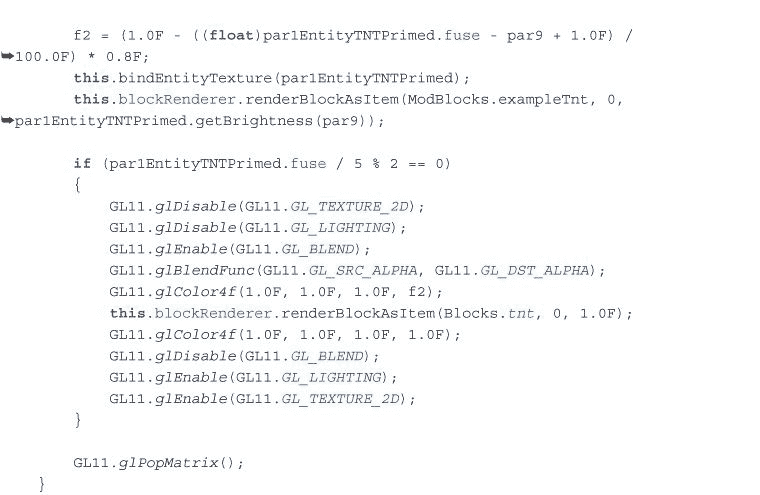 f2 = (1.0F - ((float)par1EntityTNTPrimed.fuse - par9 + 1.0F) /
➥100.0F) * 0.8F;
this.bindEntityTexture(par1EntityTNTPrimed);
this.blockRenderer.renderBlockAsItem(ModBlocks.exampleTnt, 0,
➥par1EntityTNTPrimed.getBrightness(par9));
if (par1EntityTNTPrimed.fuse / 5 % 2 == 0)
{
GL11.glDisable(GL11.GL_TEXTURE_2D);
GL11.glDisable(GL11.GL_LIGHTING);
GL11.glEnable(GL11.GL_BLEND);
GL11.glBlendFunc(GL11.GL_SRC_ALPHA, GL11.GL_DST_ALPHA);
GL11.glColor4f(1.0F, 1.0F, 1.0F, f2);
this.blockRenderer.renderBlockAsItem(Blocks.tnt, 0, 1.0F);
GL11.glColor4f(1.0F, 1.0F, 1.0F, 1.0F);
GL11.glDisable(GL11.GL_BLEND);
GL11.glEnable(GL11.GL_LIGHTING);
GL11.glEnable(GL11.GL_TEXTURE_2D);
}
GL11.glPopMatrix();
}